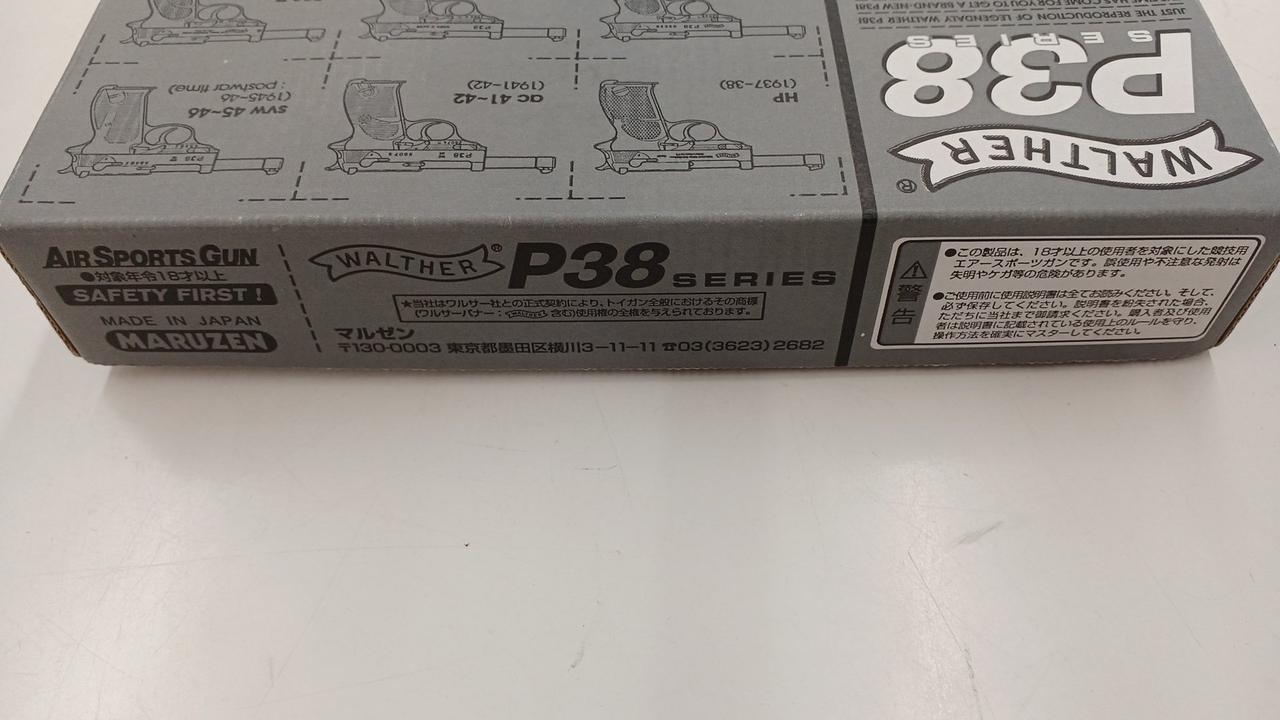 JUST THE REPRODUCTION OF LEGENDALY WALTHER P38!
COME FOR YOU TO GET A BRAND-NEW P38!
P38
SERIES
WALTHER®
HP
(1937-38)
ac 41~42
(1941-42)
svw 45~46
(1945-46
: postwar time)
AIR SPORTS GUN
●対象年令18才以上
SAFETY FIRST !
MADE IN JAPAN
MARUZEN
WALTHER® P38 SERIES
★当社はワルサー社との正式契約により、トイガン全般におけるその商標
(ワルサーバナー:WALTHER 含む)使用権の全権を与えられております。
マルゼン
〒130-0003 東京都墨田区横川3-11-11 ☎03(3623)2682
警告
●この製品は、18才以上の使用者を対象にした競技用
エアースポーツガンです。誤使用や不注意な発射は
失明やケガ等の危険があります。
●ご使用前に使用説明書は全てお読みください。そして、
必ず保存してください。説明書を紛失された場合、
ただちに当社まで御請求ください。購入者及び使用
者は説明書に記載されている使用上のルールを守り、
操作方法を確実にマスターしてください。